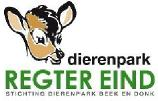 dierenpark
REGTER EIND
STICHTING DIERENPARK BEEK EN DONK